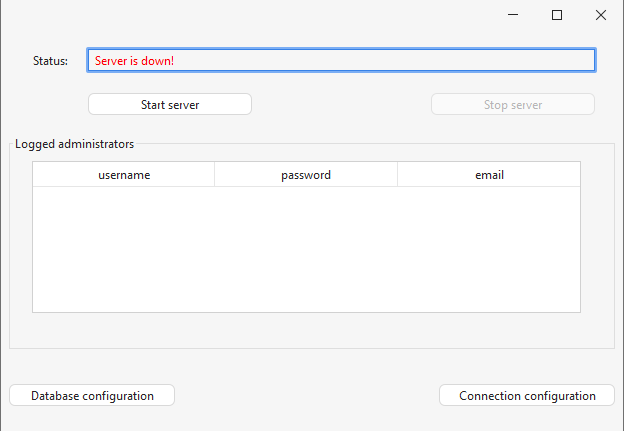 Status: Server is down!
Start server Stop server
Logged administrators
username password email
Database configuration Connection configuration